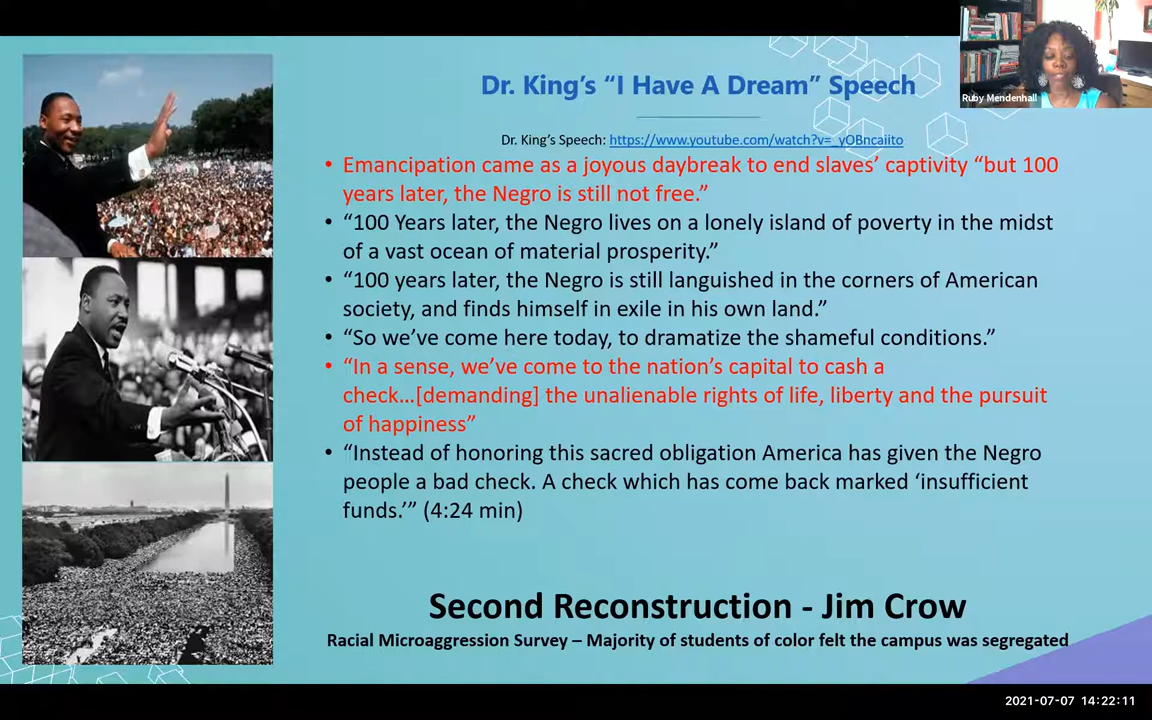 Ruby Mendenhall
Dr. King's "I Have A Dream" Speech
Dr. King's Speech: https://www.youtube.com/watch?v=_yOBncaiito
• Emancipation came as a joyous daybreak to end slaves' captivity "but 100
years later, the Negro is still not free."
• "100 Years later, the Negro lives on a lonely island of poverty in the midst
of a vast ocean of material prosperity."
• "100 years later, the Negro is still languished in the corners of American
society, and finds himself in exile in his own land."
• "So we've come here today, to dramatize the shameful conditions."
• "In a sense, we've come to the nation's capital to cash a
check…[demanding] the unalienable rights of life, liberty and the pursuit
of happiness"
• "Instead of honoring this sacred obligation America has given the Negro
people a bad check. A check which has come back marked 'insufficient
funds.'" (4:24 min)
Second Reconstruction - Jim Crow
Racial Microaggression Survey – Majority of students of color felt the campus was segregated
2021-07-07 14:22:11